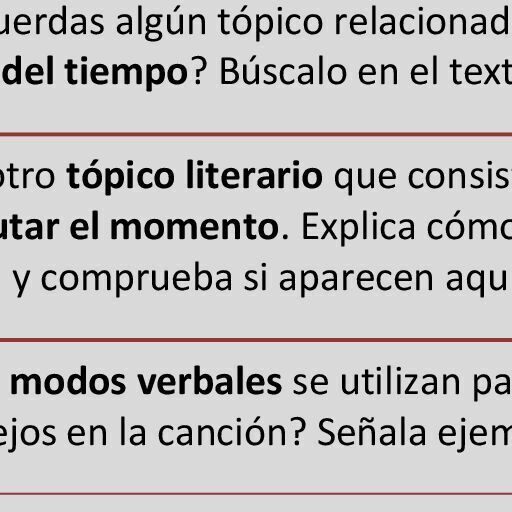 uerdas algún tópico relacionad
del tiempo? Búscalo en el text
otro tópico literario que consis
utar el momento. Explica cómo
y comprueba si aparecen aqu
modos verbales se utilizan pa
ejos en la canción? Señala ejem